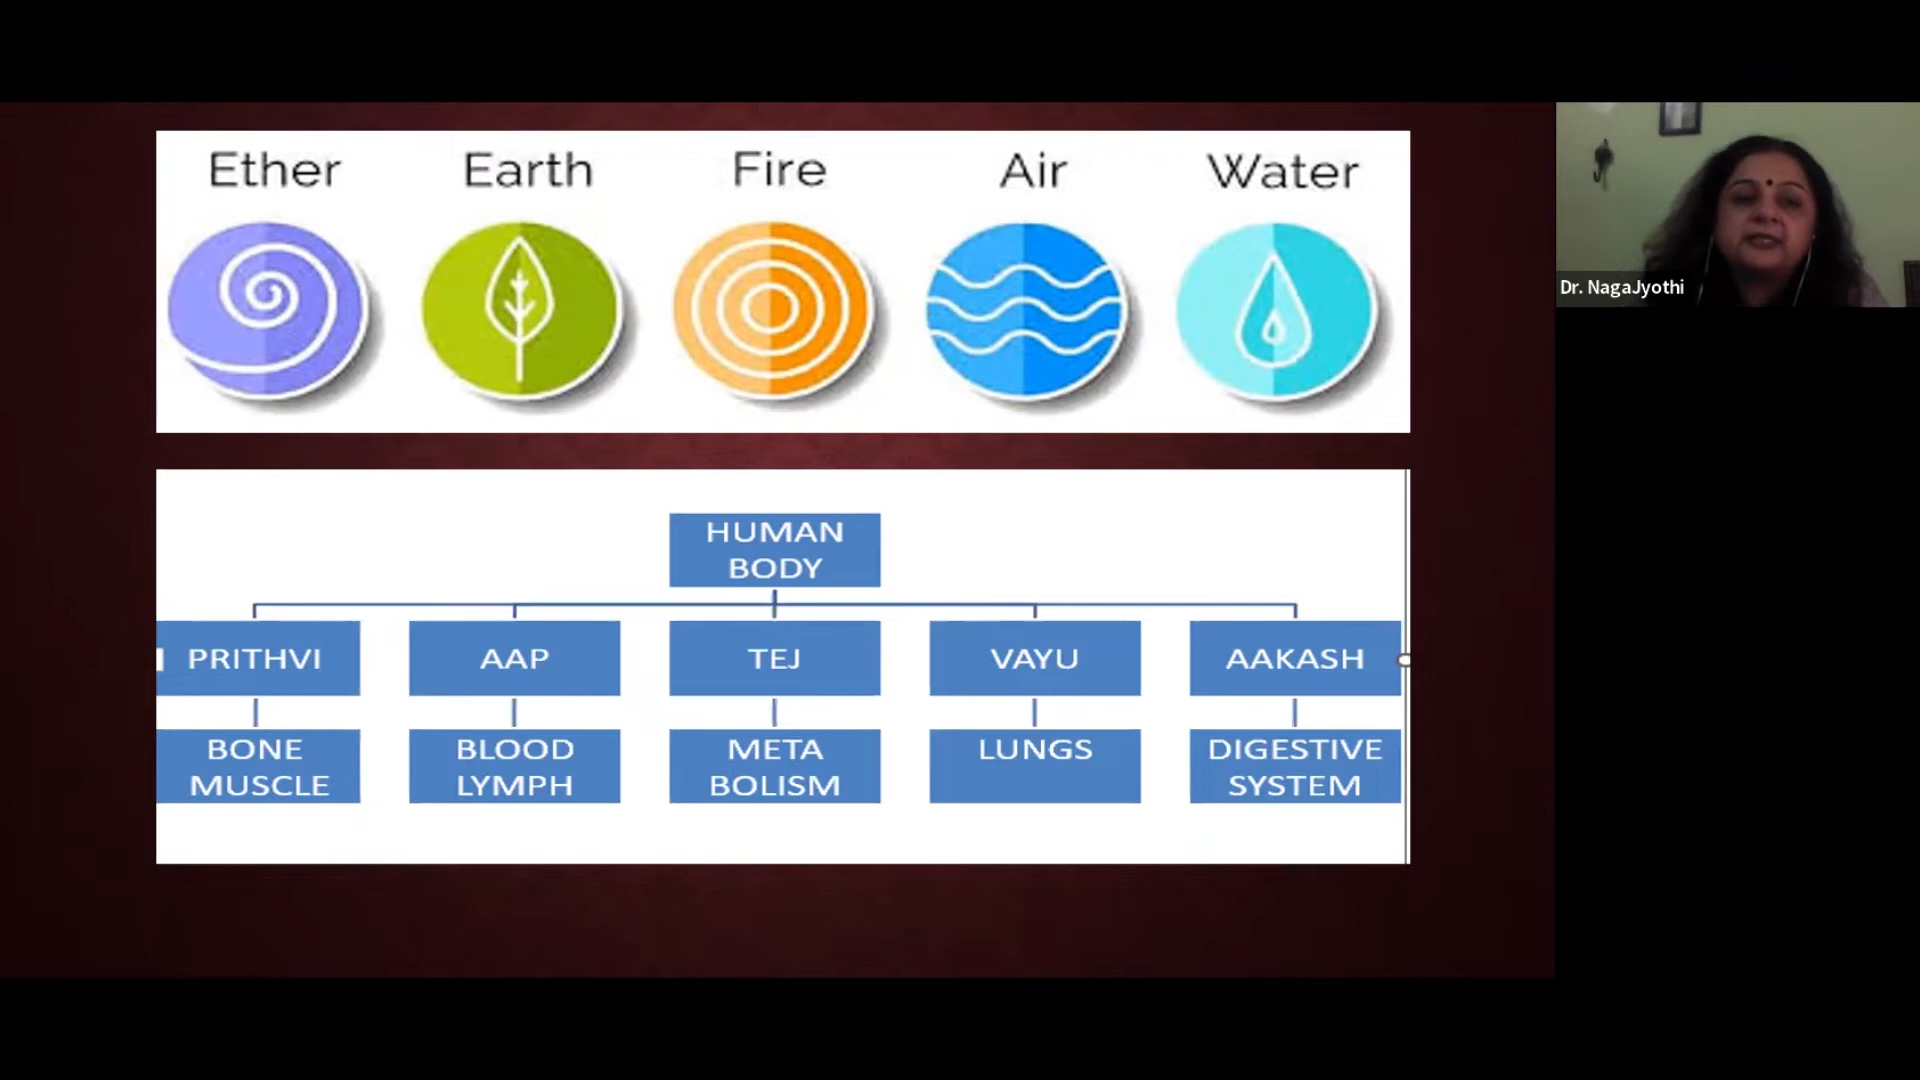 Ether Earth Fire Air Water
Dr. NagaJyothi
HUMAN
BODY
PRITHVI AAP TEJ VAYU AAKASH
BONE
MUSCLE
BLOOD
LYMPH
META
BOLISM
LUNGS
DIGESTIVE
SYSTEM